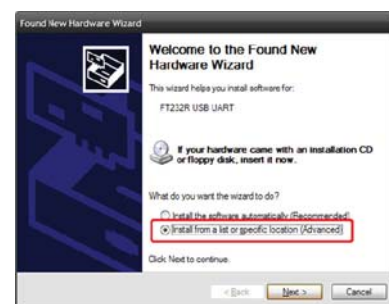 Found New Hardware Wizard
Welcome to the Found New
Hardware Wizard
This wizard helps you install software for:
FT232R USB UART
If your hardware came with an installation CD
or floppy disk, insert it now.
What do you want the wizard to do?
Install the software automatically (Recommended)
Install from a list or specific location (Advanced)
Click Next to continue.
< Back
Next >
Cancel